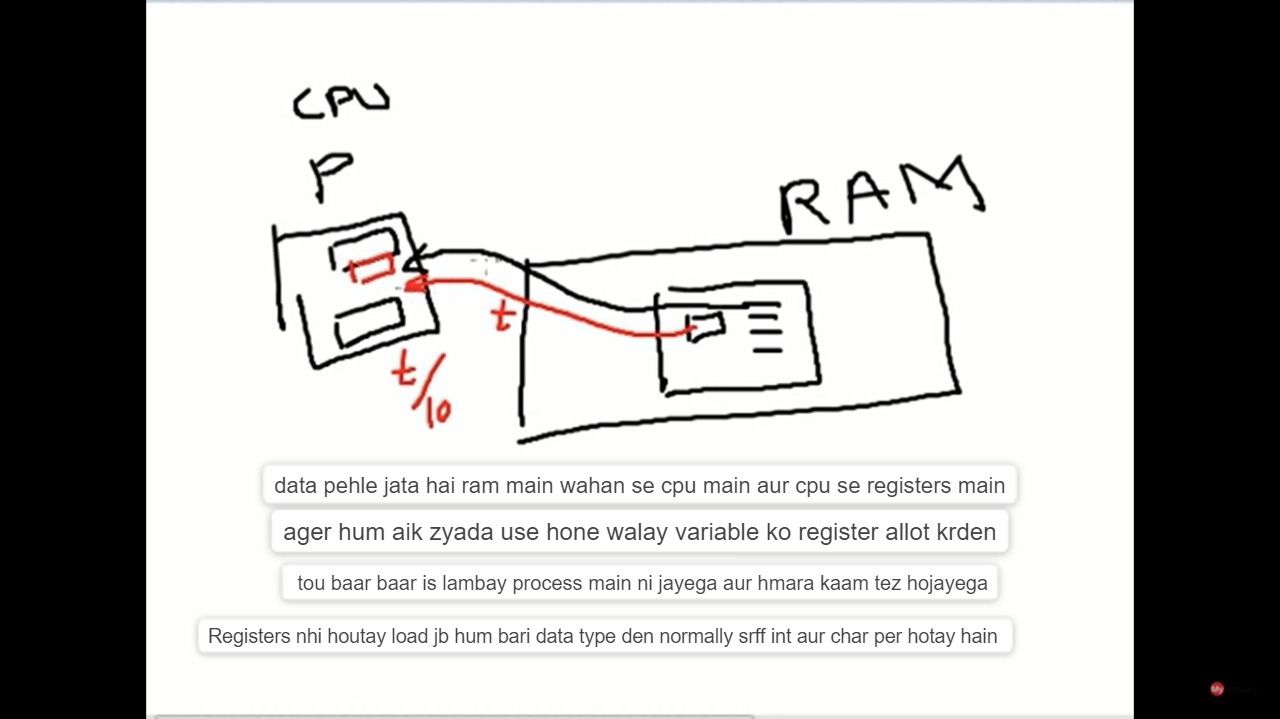 CPU
P
RAM
t
t/10
data pehle jata hai ram main wahan se cpu main aur cpu se registers main
ager hum aik zyada use hone walay variable ko register allot krden
tou baar baar is lambay process main ni jayega aur hmara kaam tez hojayega
Registers nhi houtay load jb hum bari data type den normally srff int aur char per hotay hain
My